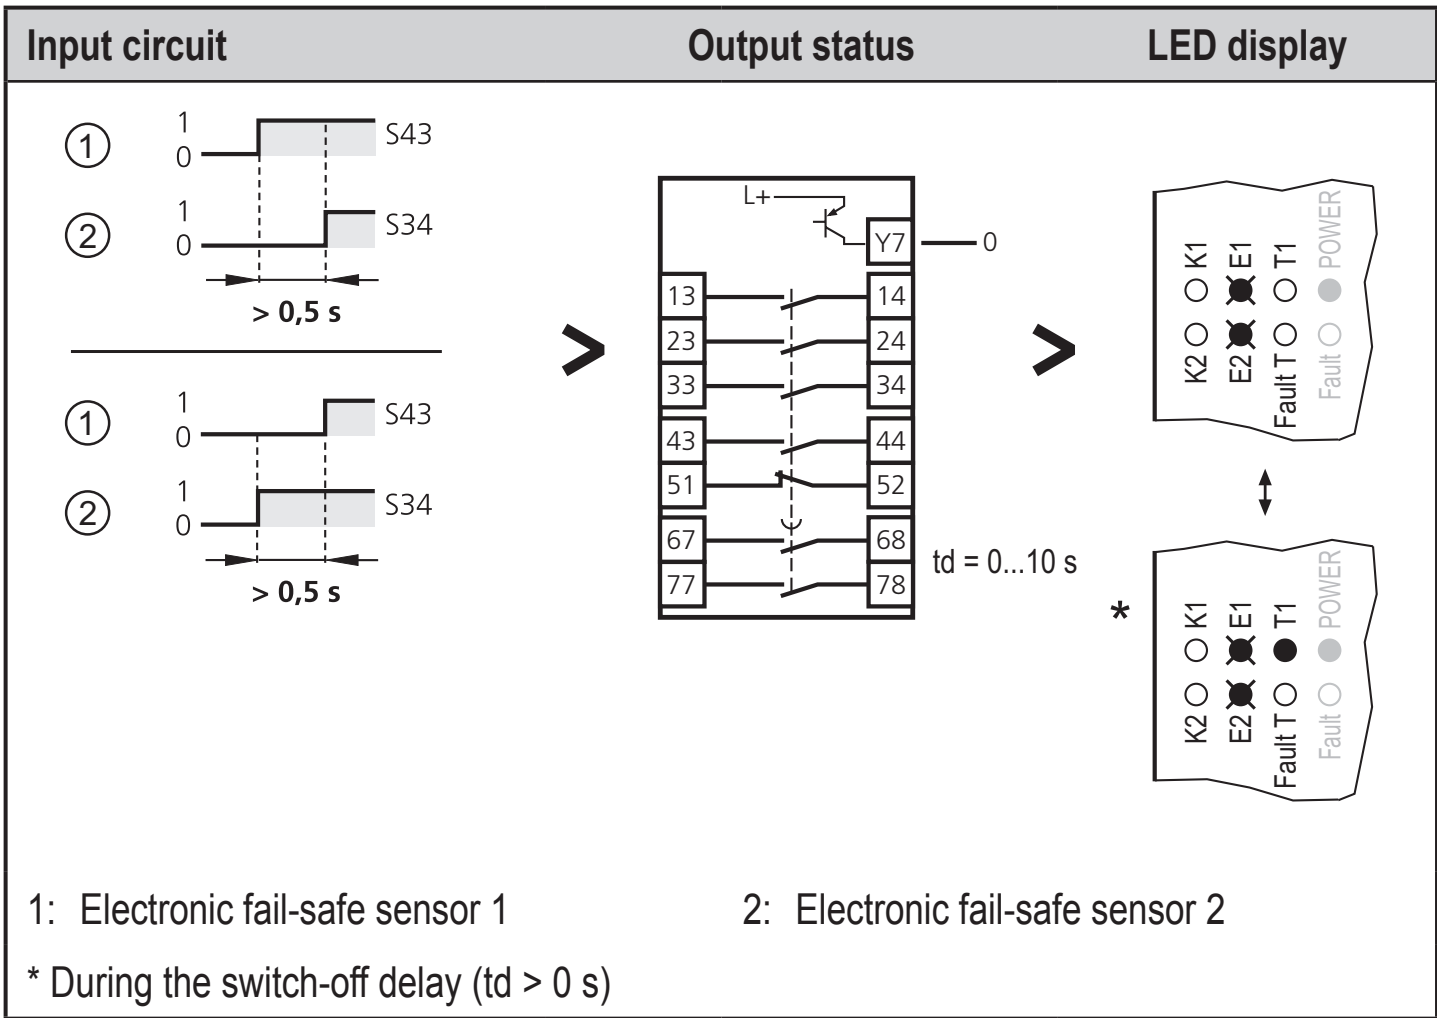 Input circuit Output status LED display
1 1 0 S43
2 1 0 S34
> 0,5 s
1 1 0 S43
2 1 0 S34
> 0,5 s
>
L+
Y7 0
13 14
23 24
33 34
43 44
51 52
67 68
77 78
td = 0...10 s
>
K1 E1 T1 POWER
K2 E2 Fault T Fault
*
K1 E1 T1 POWER
K2 E2 Fault T Fault
1: Electronic fail-safe sensor 1 2: Electronic fail-safe sensor 2
* During the switch-off delay (td > 0 s)